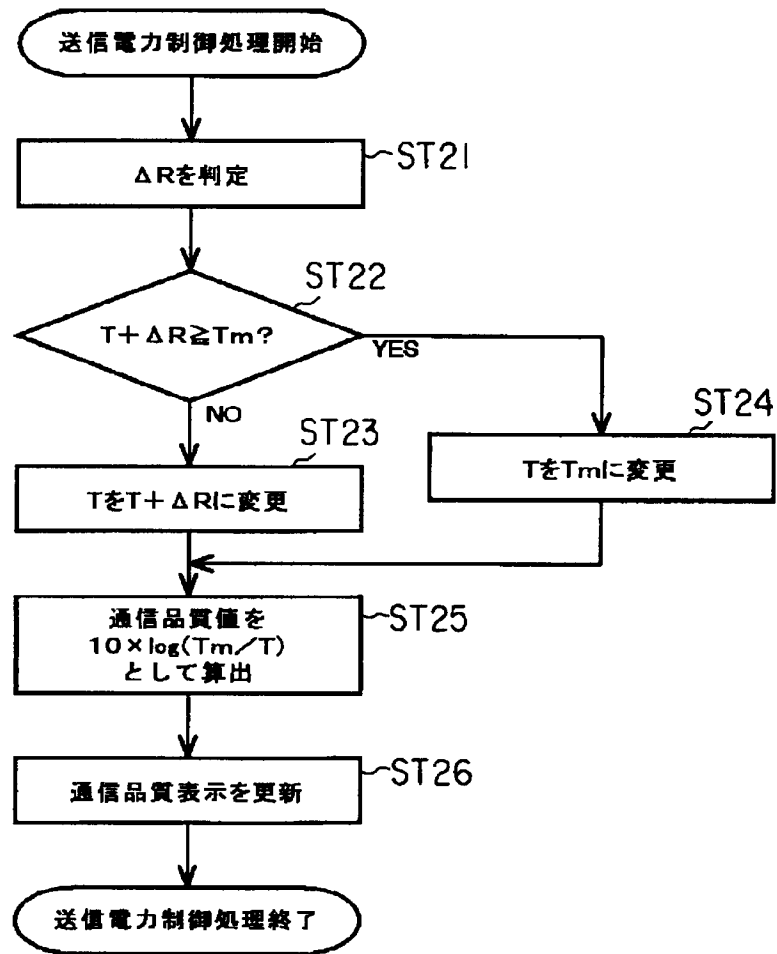 送信電力制御処理開始
ΔRを判定
ST21
T+ΔR≧Tm?
ST22
YES
NO
TをT+ΔRに変更
ST23
TをTmに変更
ST24
通信品質値を
10×log(Tm/T)
として算出
ST25
通信品質表示を更新
ST26
送信電力制御処理終了